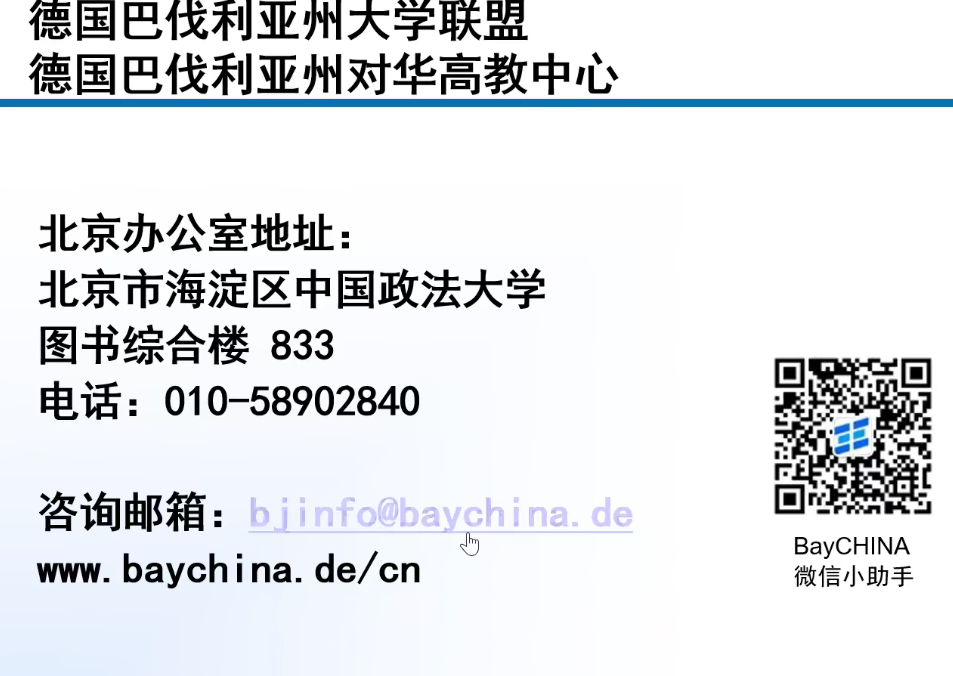 德国巴伐利亚州大学联盟
德国巴伐利亚州对华高教中心
北京办公室地址：
北京市海淀区中国政法大学
图书综合楼 833
电话：010-58902840
咨询邮箱：bjinfo@baychina.de
www.baychina.de/cn
BayCHINA
微信小助手